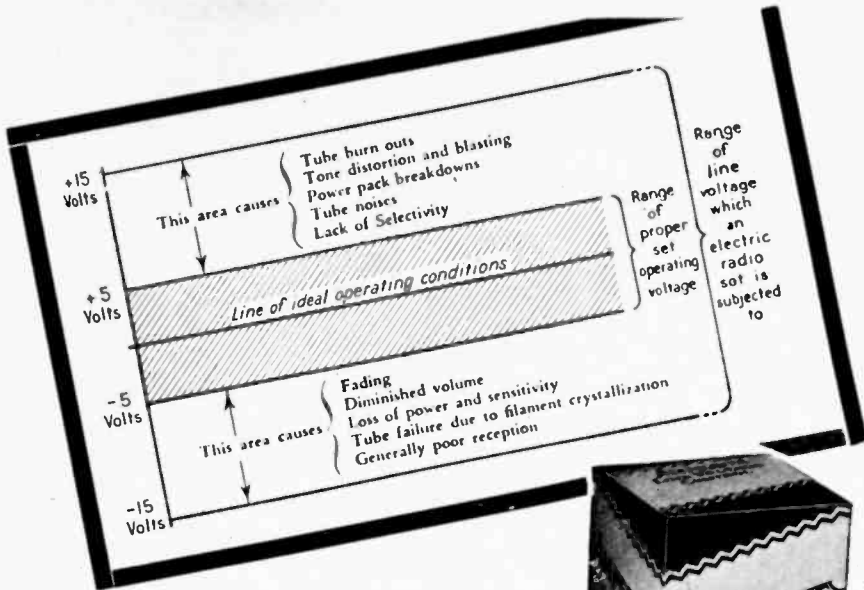 +15
Volts
This area causes
Tube burn outs
Tone distortion and blasting
Power pack breakdowns
Tube noises
Lack of Selectivity
Range
of
line
voltage
which
an
electric
radio
set is
subjected
to
+5
Volts
Line of ideal operating conditions
Range
of
proper
set
operating
voltage
-5
Volts
This area causes
Fading
Diminished volume
Loss of power and sensitivity
Tube failure due to filament crystallization
Generally poor reception
-15
Volts